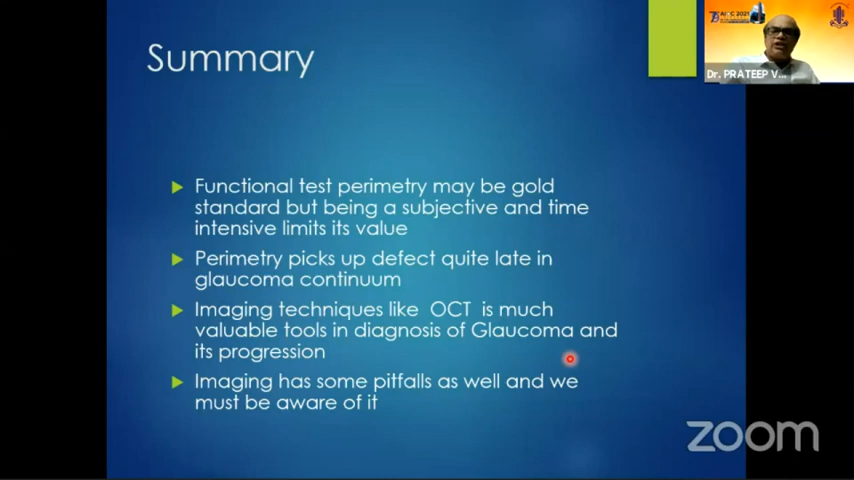 Summary
Functional test perimetry may be gold
standard but being a subjective and time
intensive limits its value
Perimetry picks up defect quite late in
glaucoma continuum
Imaging techniques like OCT is much
valuable tools in diagnosis of Glaucoma and
its progression
Imaging has some pitfalls as well and we
must be aware of it
2021
Dr. PRATEEP V...
zoom